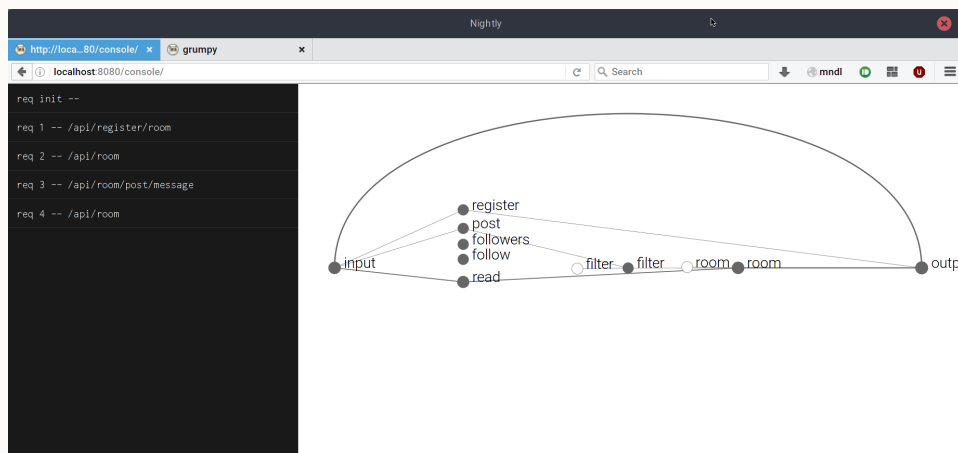 Nightly
http://loca...80/console/
grumpy
localhost:8080/console/
Search
mndl
req init --
req 1 -- /api/register/room
req 2 -- /api/room
req 3 -- /api/room/post/message
req 4 -- /api/room
register
post
followers
follow
input
filter
filter
room
room
outp
read